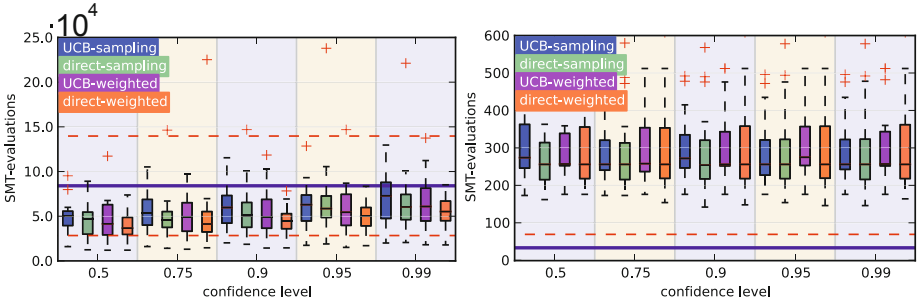 ·10⁴
25.0
20.0
15.0
10.0
5.0
0.0
SMT-evaluations
UCB-sampling
direct-sampling
UCB-weighted
direct-weighted
0.5 0.75 0.9 0.95 0.99
confidence level
600
500
400
300
200
100
0
SMT-evaluations
UCB-sampling
direct-sampling
UCB-weighted
direct-weighted
0.5 0.75 0.9 0.95 0.99
confidence level